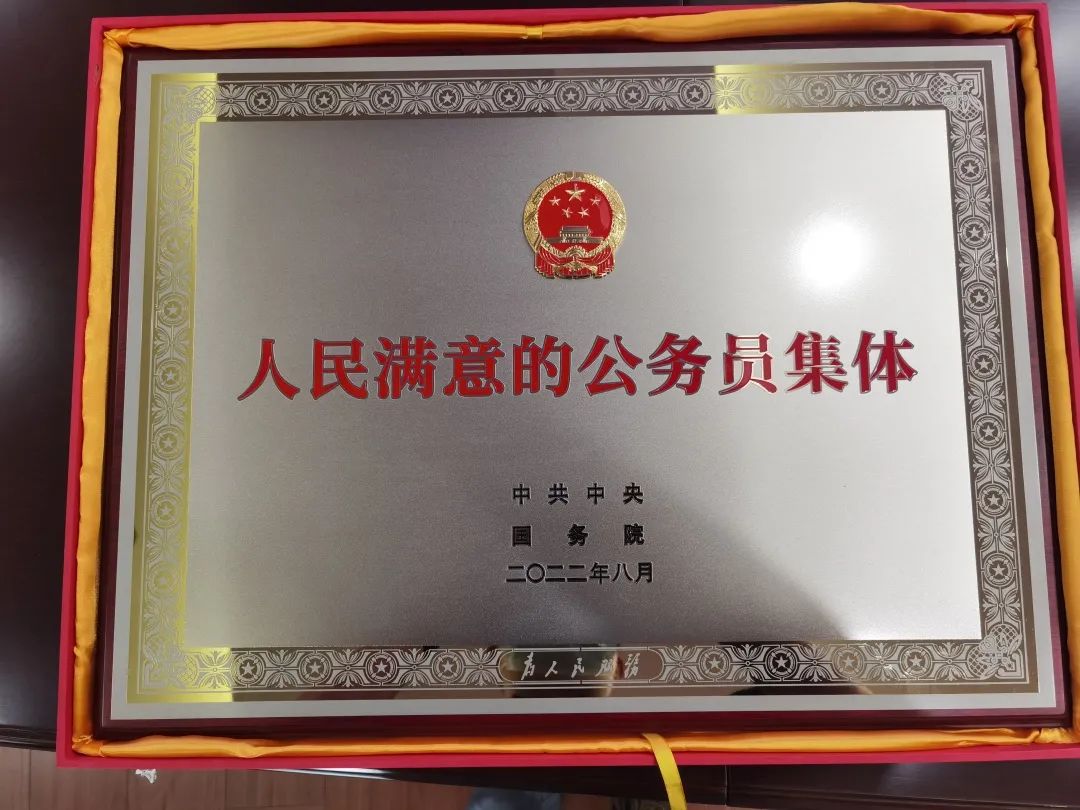 人民满意的公务员集体
中共中央
国务院
二〇二二年八月
为人民服务